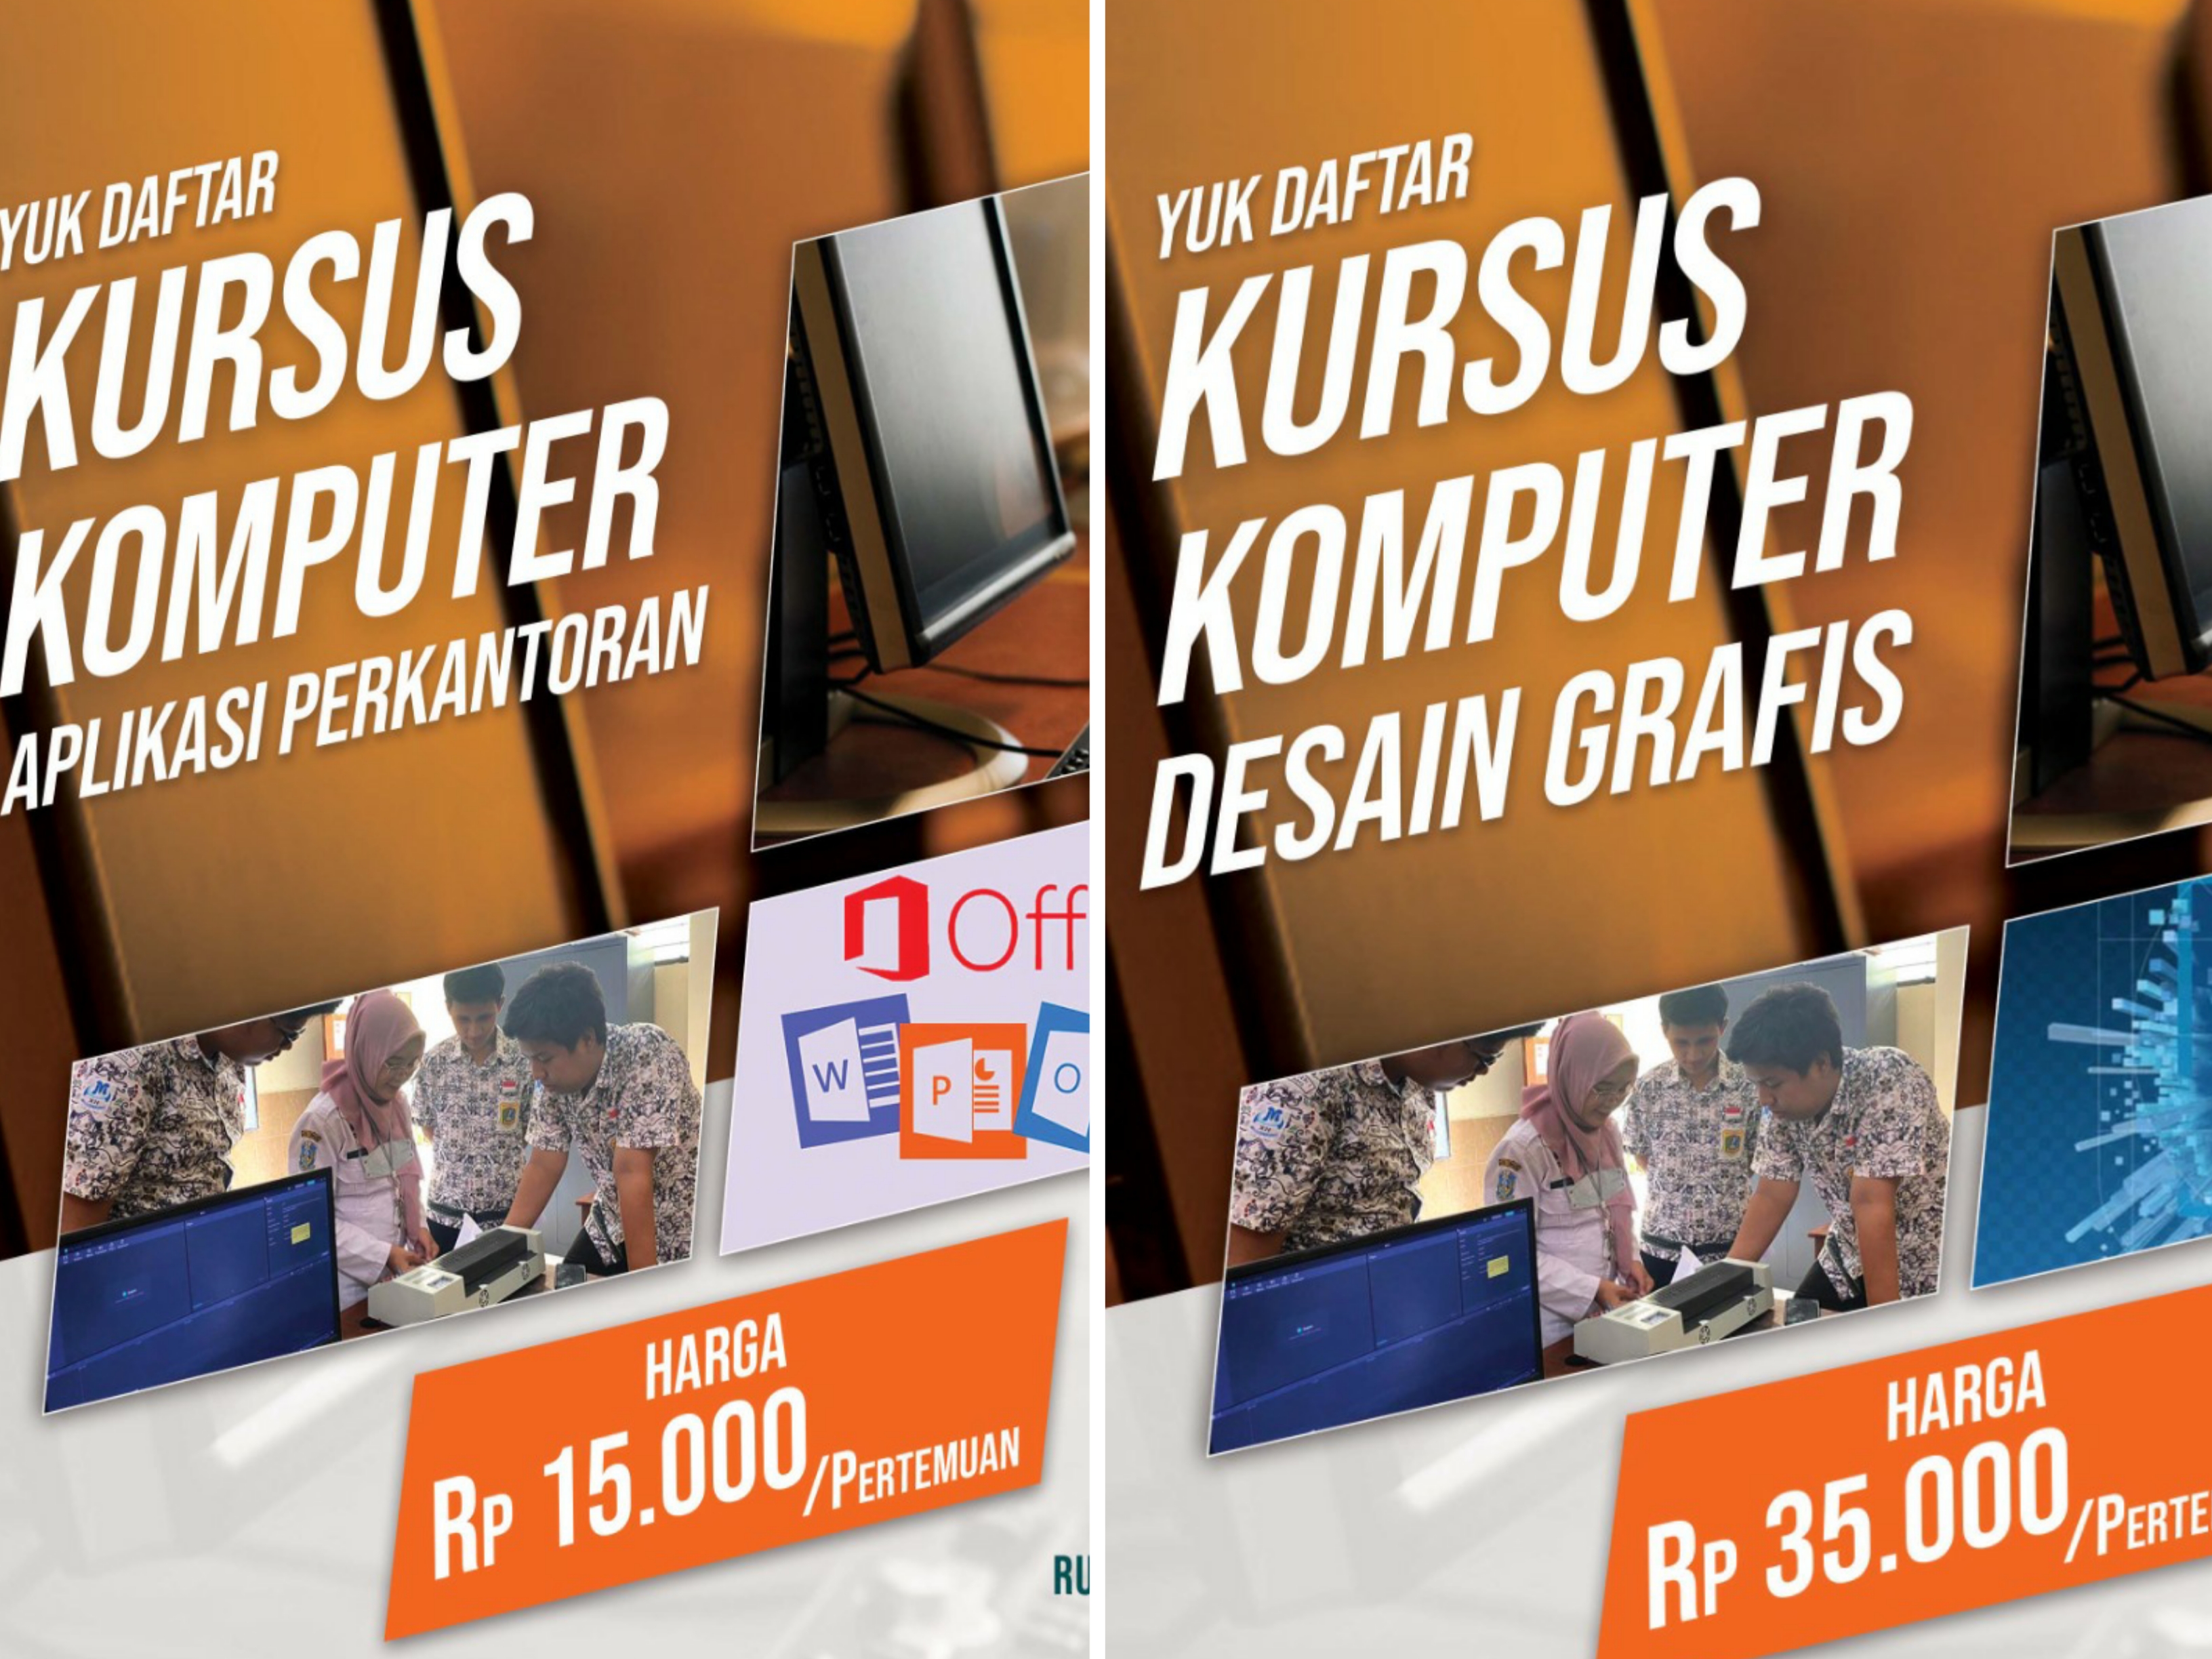 YUK DAFTAR
KURSUS
KOMPUTER
APLIKASI PERKANTORAN
Off
W
P
O
HARGA
Rp 15.000/PERTEMUAN
RU
YUK DAFTAR
KURSUS
KOMPUTER
DESAIN GRAFIS
HARGA
Rp 35.000/PERTE